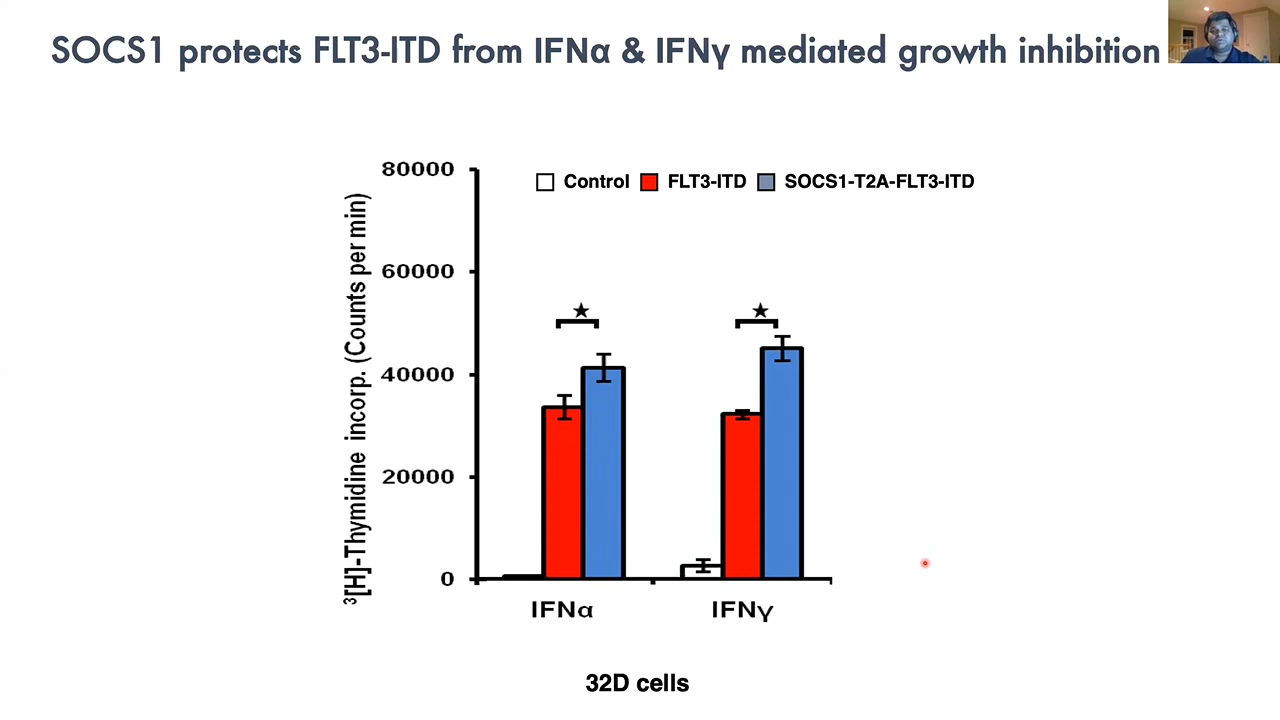 SOCS1 protects FLT3-ITD from IFNα & IFNγ mediated growth inhibition
80000
60000
40000
20000
0
³[H]-Thymidine incorp. (Counts per min)
Control FLT3-ITD SOCS1-T2A-FLT3-ITD
★ ★
IFNα IFNγ
32D cells